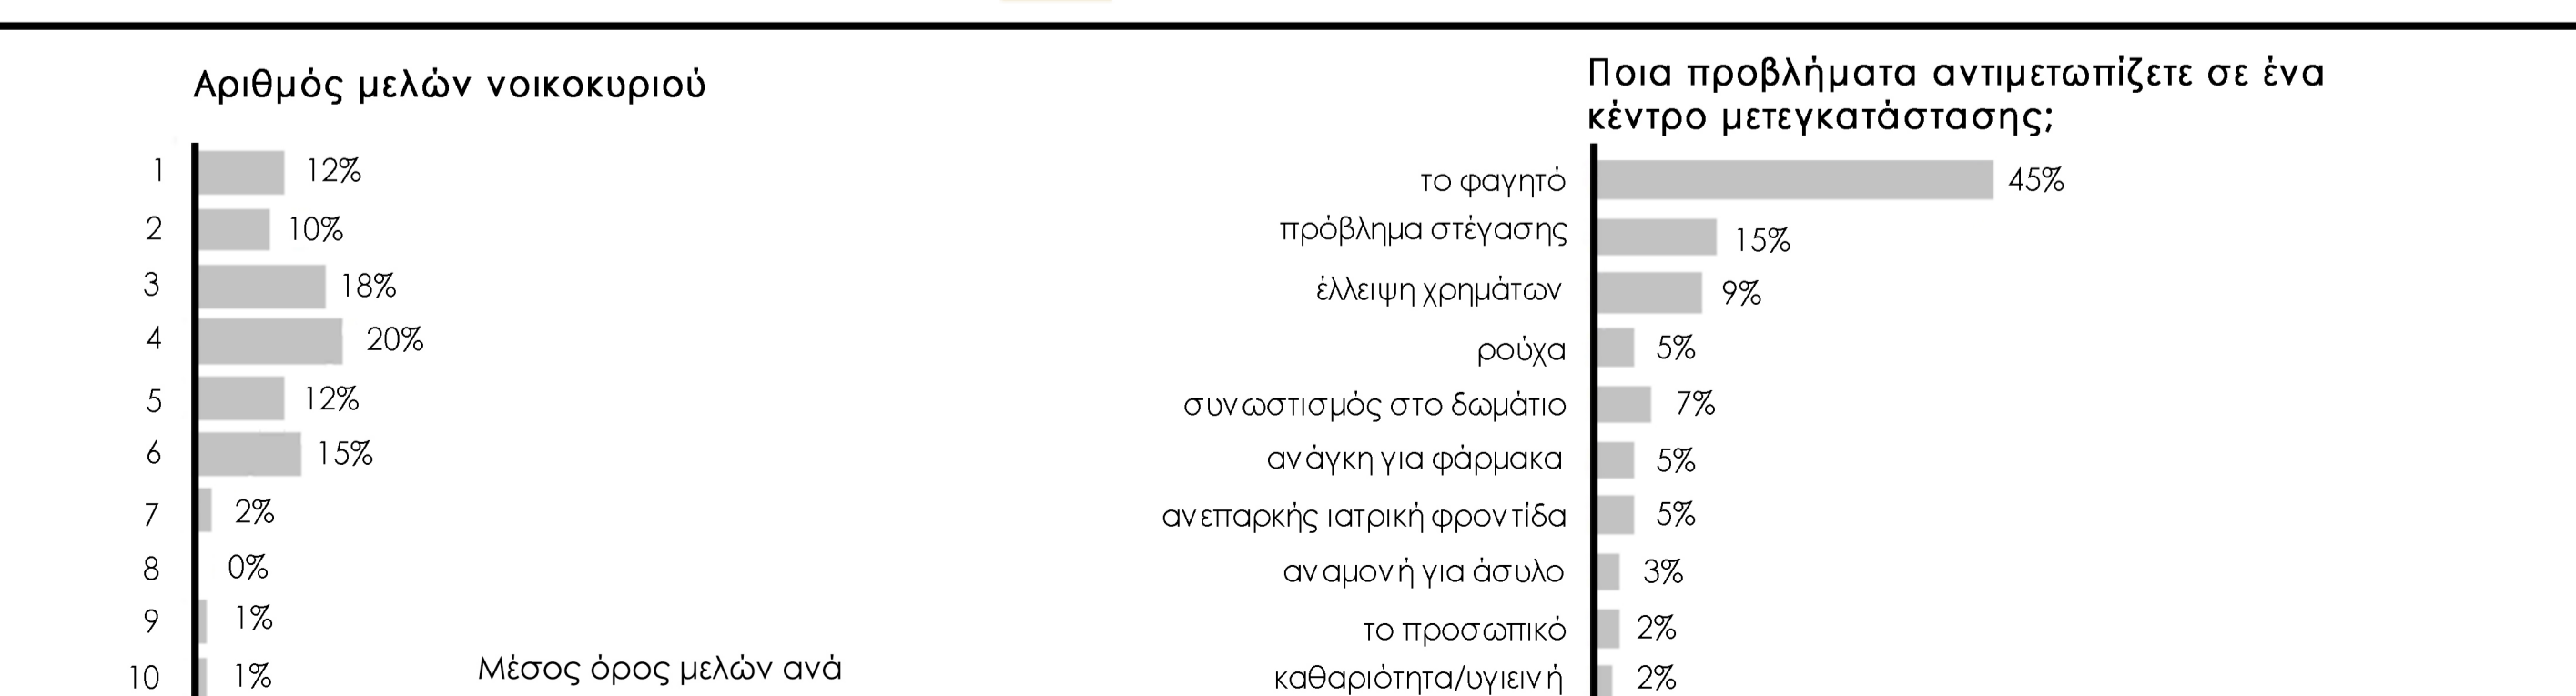 Αριθμός μελών νοικοκυριού
1 12%
2 10%
3 18%
4 20%
5 12%
6 15%
7 2%
8 0%
9 1%
10 1%
Μέσος όρος μελών ανά
Ποια προβλήματα αντιμετωπίζετε σε ένα
κέντρο μετεγκατάστασης;
το φαγητό 45%
πρόβλημα στέγασης 15%
έλλειψη χρημάτων 9%
ρούχα 5%
συνωστισμός στο δωμάτιο 7%
ανάγκη για φάρμακα 5%
ανεπαρκής ιατρική φροντίδα 5%
αναμονή για άσυλο 3%
το προσωπικό 2%
καθαριότητα/υγιεινή 2%